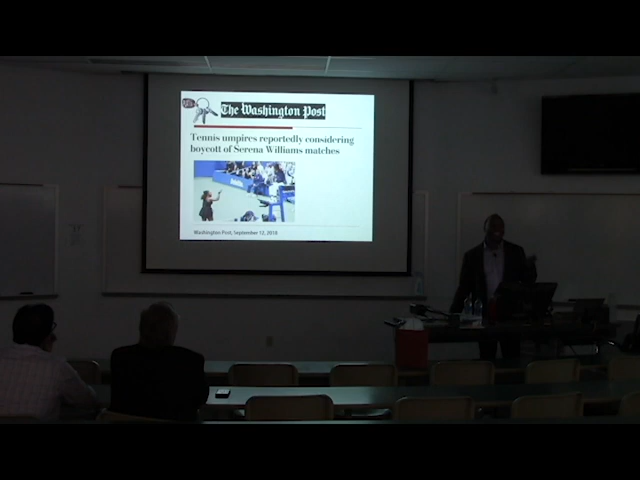 The Washington Post
Tennis umpires reportedly considering
boycott of Serena Williams matches
Washington Post, September 12, 2018